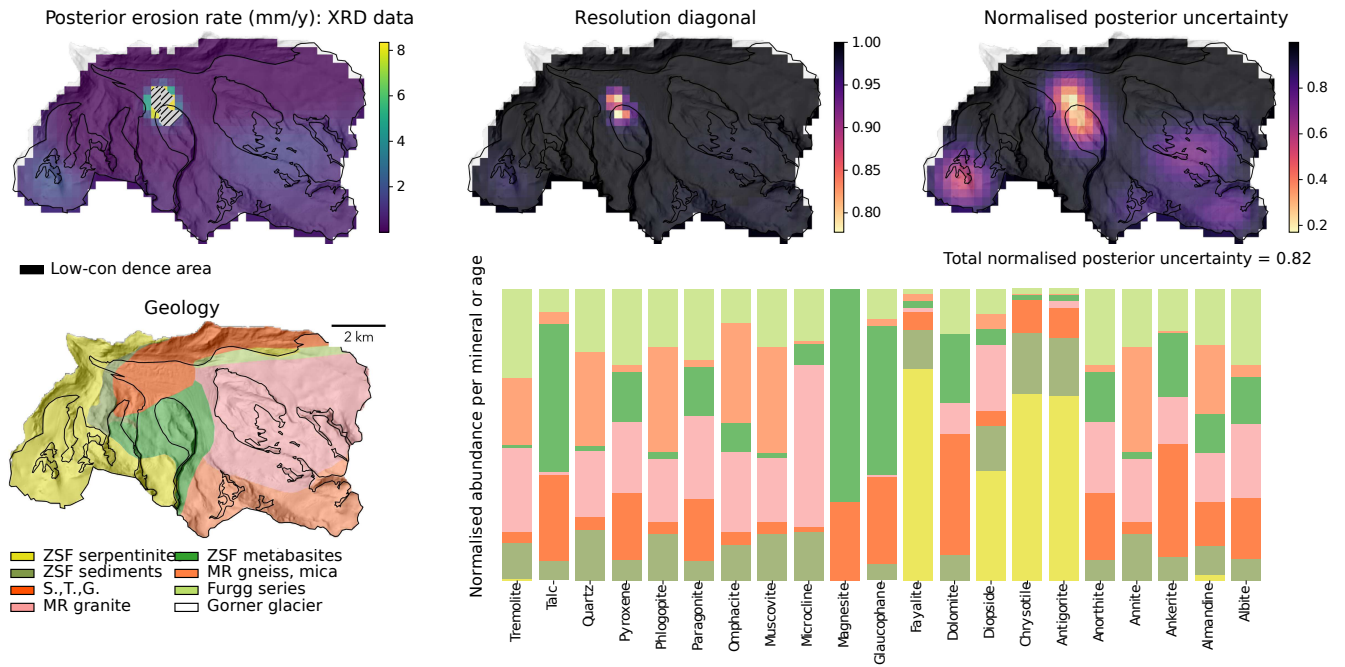 Posterior erosion rate (mm/y): XRD data
8
6
4
2
Low-con dence area
Resolution diagonal
1.00
0.95
0.90
0.85
0.80
Normalised posterior uncertainty
0.8
0.6
0.4
0.2
Total normalised posterior uncertainty = 0.82
Geology
2 km
ZSF serpentinite
ZSF sediments
S.,T.,G.
MR granite
ZSF metabasites
MR gneiss, mica
Furgg series
Gorner glacier
Normalised abundance per mineral or age
Tremolite
Talc
Quartz
Pyroxene
Phlogopite
Paragonite
Omphacite
Muscovite
Microcline
Magnesite
Glaucophane
Fayalite
Dolomite
Diopside
Chrysotile
Antigorite
Anorthite
Annite
Ankerite
Almandine
Albite